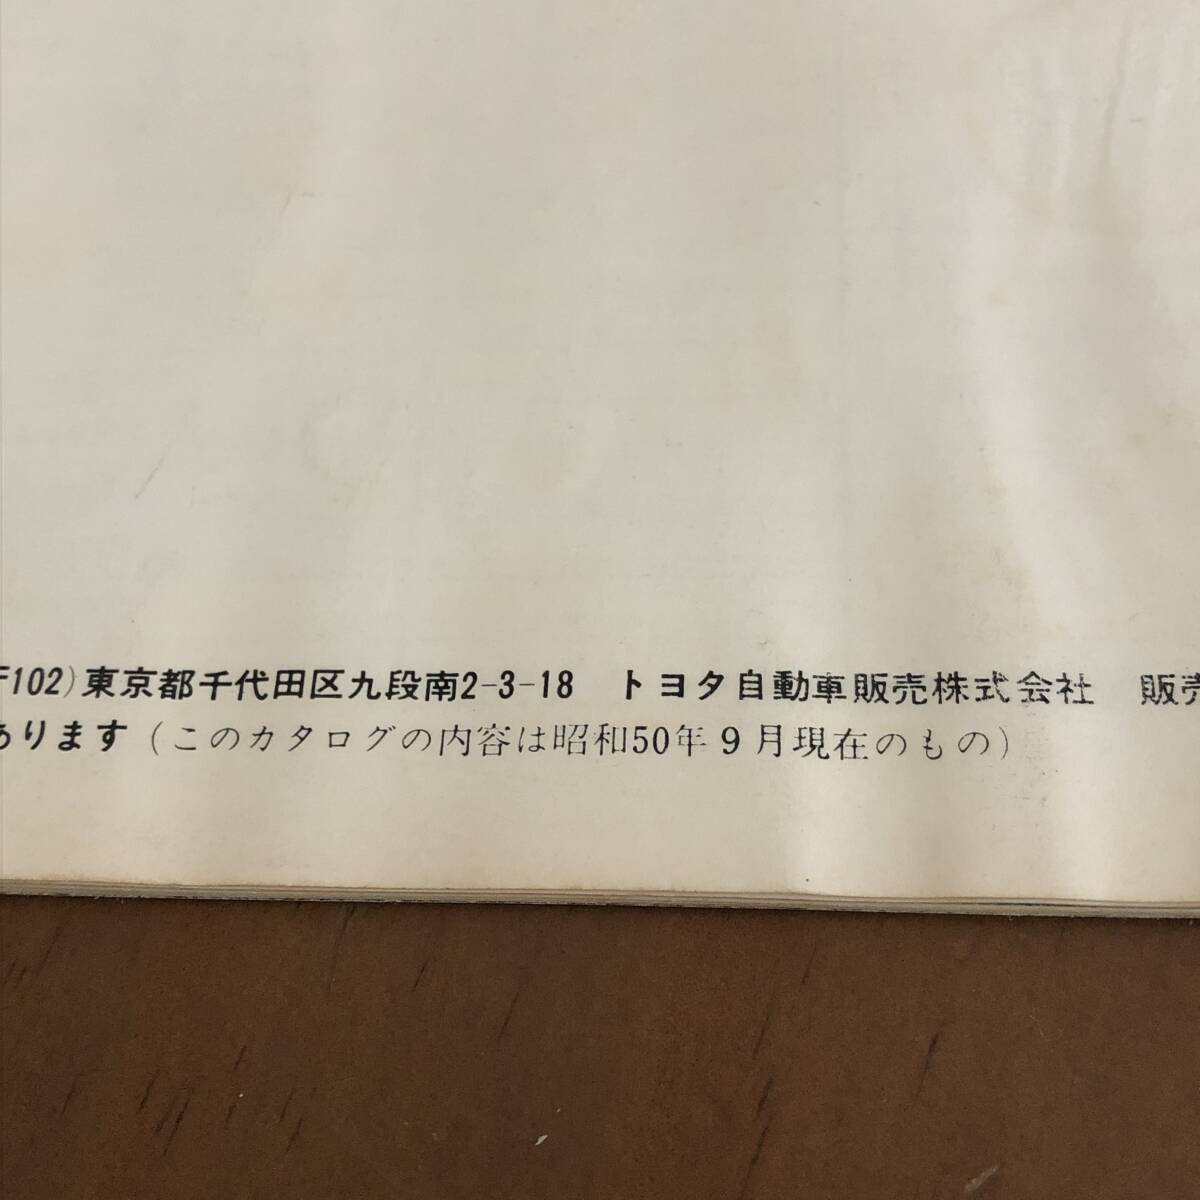 〒102)東京都千代田区九段南2-3-18 トヨタ自動車販売株式会社 販売
あります(このカタログの内容は昭和50年9月現在のもの)